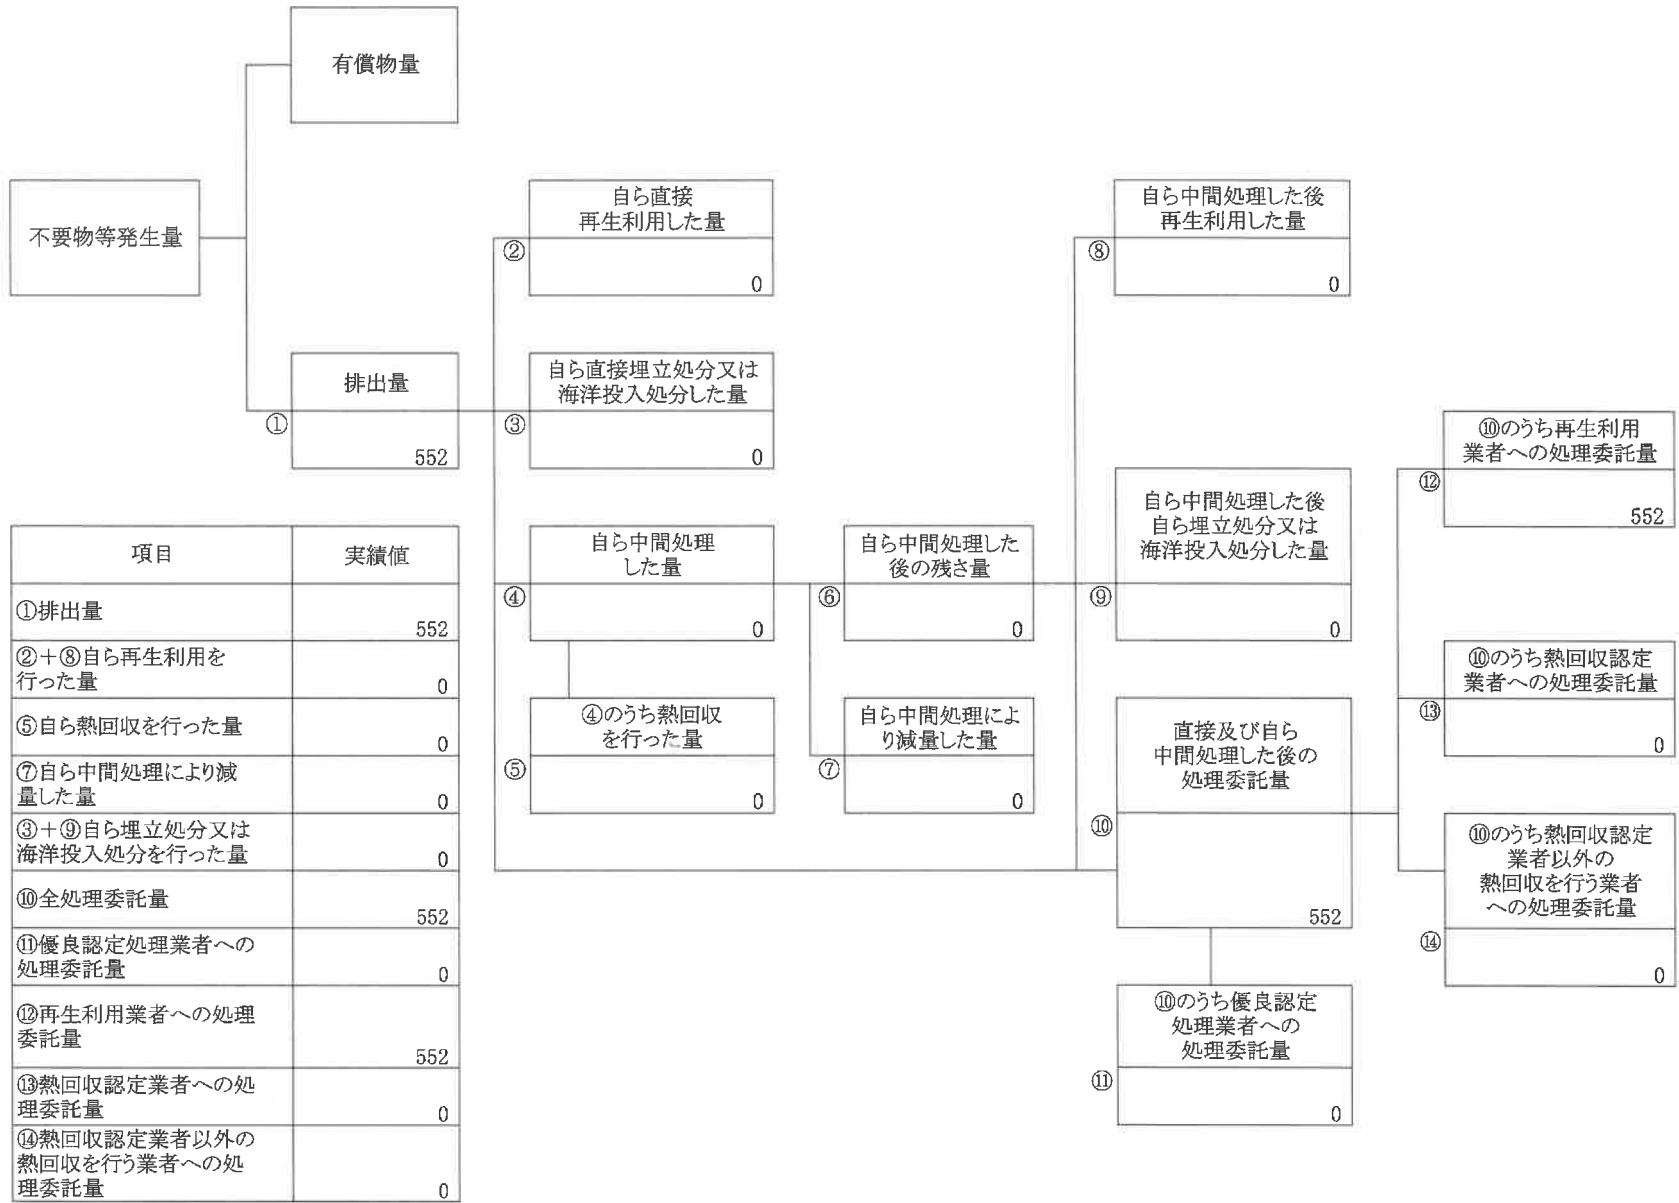 有償物量
不要物等発生量
排出量
①
552
自ら直接
再生利用した量
②
0
自ら直接埋立処分又は
海洋投入処分した量
③
0
自ら中間処理
した量
④
0
④のうち熱回収
を行った量
⑤
0
自ら中間処理した
後の残さ量
⑥
0
自ら中間処理によ
り減量した量
⑦
0
自ら中間処理した後
再生利用した量
⑧
0
自ら中間処理した後
自ら埋立処分又は
海洋投入処分した量
⑨
0
直接及び自ら
中間処理した後の
処理委託量
⑩
552
⑩のうち優良認定
処理業者への
処理委託量
⑪
0
⑩のうち再生利用
業者への処理委託量
⑫
552
⑩のうち熱回収認定
業者への処理委託量
⑬
0
⑩のうち熱回収認定
業者以外の
熱回収を行う業者
への処理委託量
⑭
0
項目 実績値
①排出量
552
②+⑧自ら再生利用を
行った量
0
⑤自ら熱回収を行った量
0
⑦自ら中間処理により減
量した量
0
③+⑨自ら埋立処分又は
海洋投入処分を行った量
0
⑩全処理委託量
552
⑪優良認定処理業者への
処理委託量
0
⑫再生利用業者への処理
委託量
552
⑬熱回収認定業者への処
理委託量
0
⑭熱回収認定業者以外の
熱回収を行う業者への処
理委託量
0